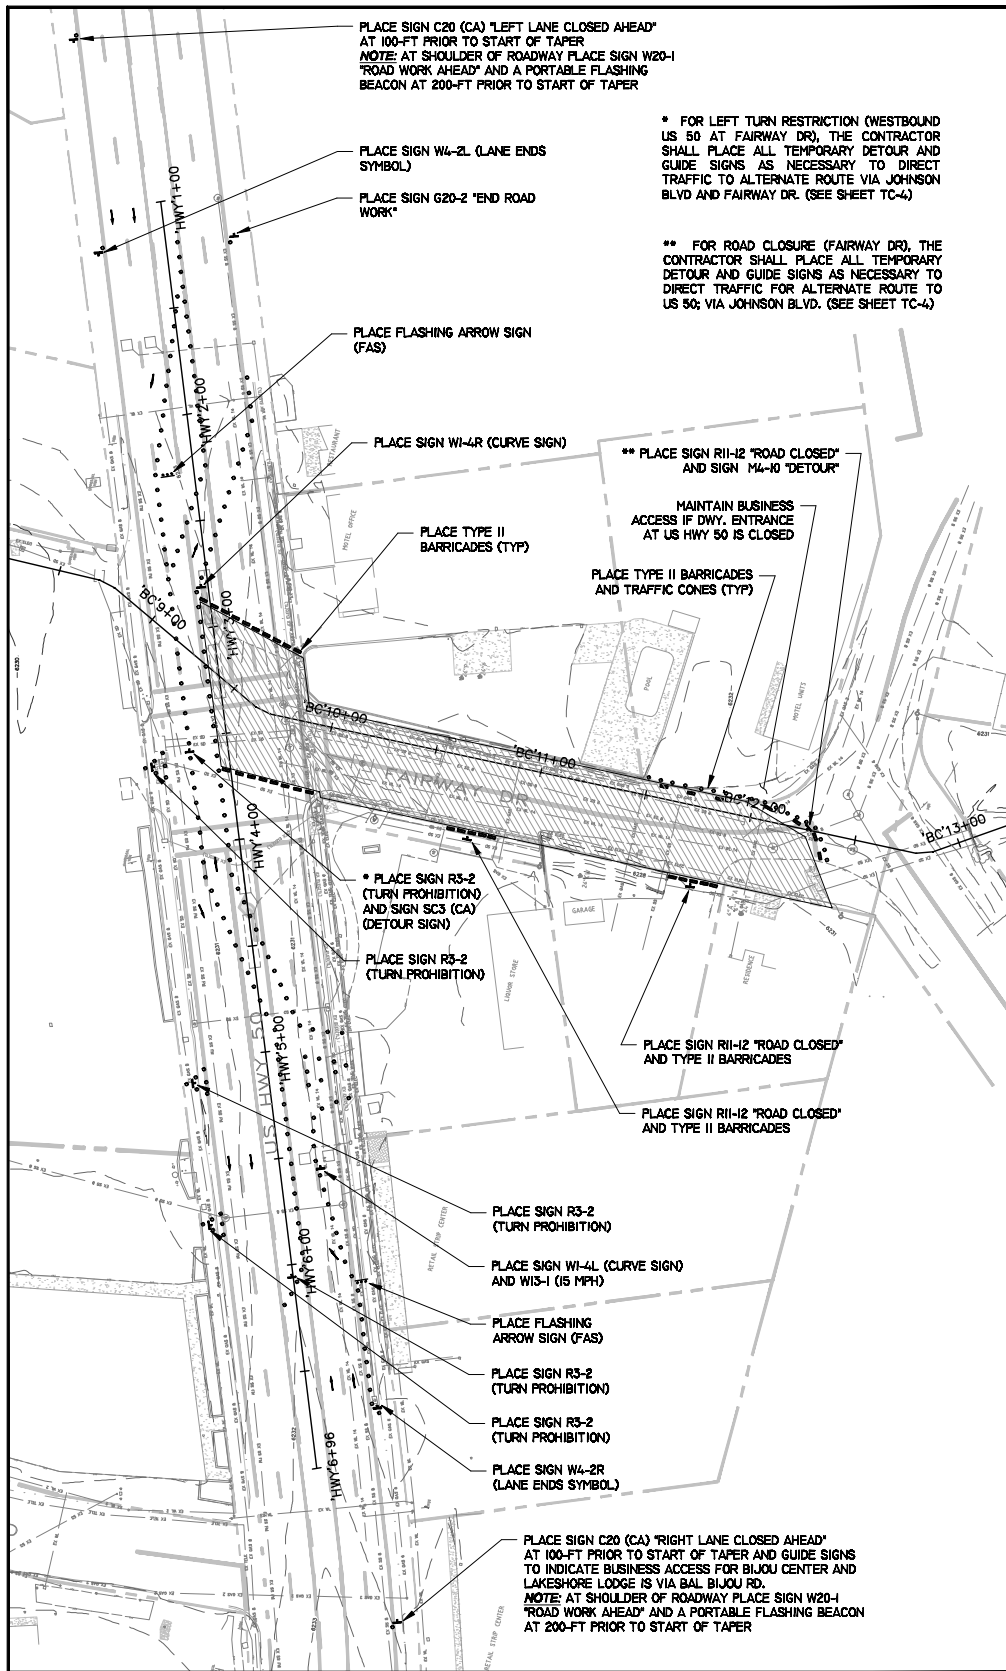 PLACE SIGN C20 (CA) "LEFT LANE CLOSED AHEAD"
AT 100-FT PRIOR TO START OF TAPER
NOTE: AT SHOULDER OF ROADWAY PLACE SIGN W20-1
"ROAD WORK AHEAD" AND A PORTABLE FLASHING
BEACON AT 200-FT PRIOR TO START OF TAPER
* FOR LEFT TURN RESTRICTION (WESTBOUND
US 50 AT FAIRWAY DR), THE CONTRACTOR
SHALL PLACE ALL TEMPORARY DETOUR AND
GUIDE SIGNS AS NECESSARY TO DIRECT
TRAFFIC TO ALTERNATE ROUTE VIA JOHNSON
BLVD AND FAIRWAY DR. (SEE SHEET TC-4)
PLACE SIGN W4-2L (LANE ENDS
SYMBOL)
PLACE SIGN G20-2 "END ROAD
WORK"
** FOR ROAD CLOSURE (FAIRWAY DR), THE
CONTRACTOR SHALL PLACE ALL TEMPORARY
DETOUR AND GUIDE SIGNS AS NECESSARY TO
DIRECT TRAFFIC FOR ALTERNATE ROUTE TO
US 50; VIA JOHNSON BLVD. (SEE SHEET TC-4)
'HWY'1+00
PLACE FLASHING ARROW SIGN
(FAS)
'HWY'2+00
PLACE SIGN W1-4R (CURVE SIGN)
RESTAURANT
MOTEL OFFICE
** PLACE SIGN R11-12 "ROAD CLOSED"
AND SIGN M4-10 "DETOUR"
MAINTAIN BUSINESS
ACCESS IF DWY. ENTRANCE
AT US HWY 50 IS CLOSED
PLACE TYPE II
BARRICADES (TYP)
PLACE TYPE II BARRICADES
AND TRAFFIC CONES (TYP)
'BC'9+00
'HWY'3+00
6230
POOL
6232
MOTEL UNITS
6231
'BC'10+00
'BC'11+00
FAIRWAY DR
'BC'12+00
'BC'13+00
'HWY'4+00
6228
GARAGE
6231
* PLACE SIGN R3-2
(TURN PROHIBITION)
AND SIGN SC3 (CA)
(DETOUR SIGN)
PLACE SIGN R3-2
(TURN PROHIBITION)
LIQUOR STORE
RESIDENCE
6231
6231
US HWY 50
'HWY'5+00
PLACE SIGN R11-12 "ROAD CLOSED"
AND TYPE II BARRICADES
PLACE SIGN R11-12 "ROAD CLOSED"
AND TYPE II BARRICADES
PLACE SIGN R3-2
(TURN PROHIBITION)
RETAIL STRIP CENTER
'HWY'6+00
PLACE SIGN W1-4L (CURVE SIGN)
AND W13-1 (15 MPH)
PLACE FLASHING
ARROW SIGN (FAS)
PLACE SIGN R3-2
(TURN PROHIBITION)
PLACE SIGN R3-2
(TURN PROHIBITION)
6232
'HWY'6+96
PLACE SIGN W4-2R
(LANE ENDS SYMBOL)
PLACE SIGN C20 (CA) "RIGHT LANE CLOSED AHEAD"
AT 100-FT PRIOR TO START OF TAPER AND GUIDE SIGNS
TO INDICATE BUSINESS ACCESS FOR BIJOU CENTER AND
LAKESHORE LODGE IS VIA BAL BIJOU RD.
NOTE: AT SHOULDER OF ROADWAY PLACE SIGN W20-1
"ROAD WORK AHEAD" AND A PORTABLE FLASHING BEACON
AT 200-FT PRIOR TO START OF TAPER
6233
RETAIL STRIP CENTER